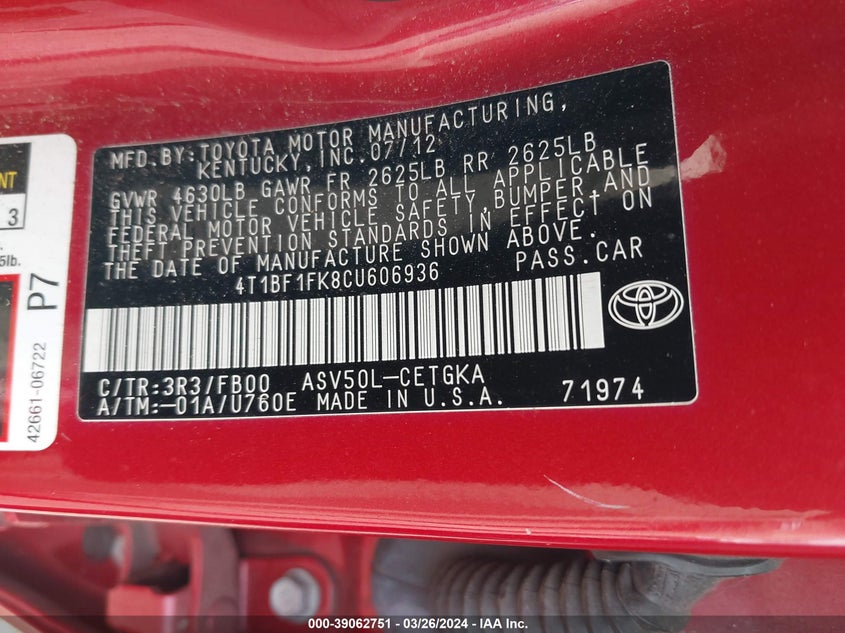 MFD.BY:TOYOTA MOTOR MANUFACTURING,
KENTUCKY, INC.07/12
GVWR 4630LB GAWR FR 2625LB RR 2625LB
THIS VEHICLE CONFORMS TO ALL APPLICABLE
FEDERAL MOTOR VEHICLE SAFETY,BUMPER,AND
THEFT PREVENTION STANDARDS IN EFFECT ON
THE DATE OF MANUFACTURE SHOWN ABOVE.
4T1BF1FK8CU606936 PASS.CAR
C/TR:3R3/FB00 ASV50L-CETGKA
A/TM:-01A/U760E MADE IN U.S.A. 71974
3
5lb.
P7
42661-06722
000-39062751 - 03/26/2024 - IAA Inc.